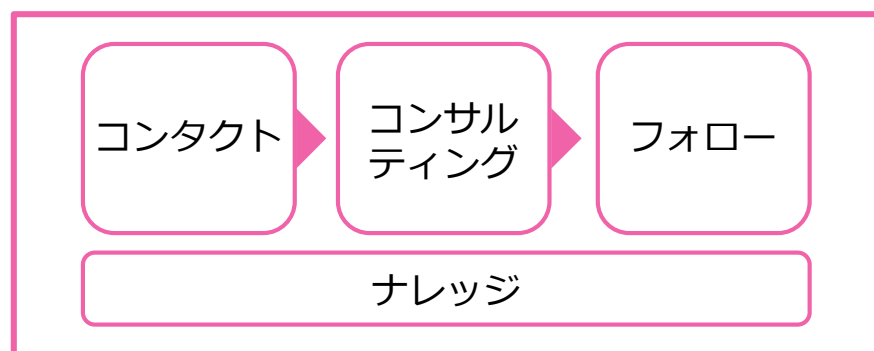 コンタクト
コンサル
ティング
フォロー
ナレッジ